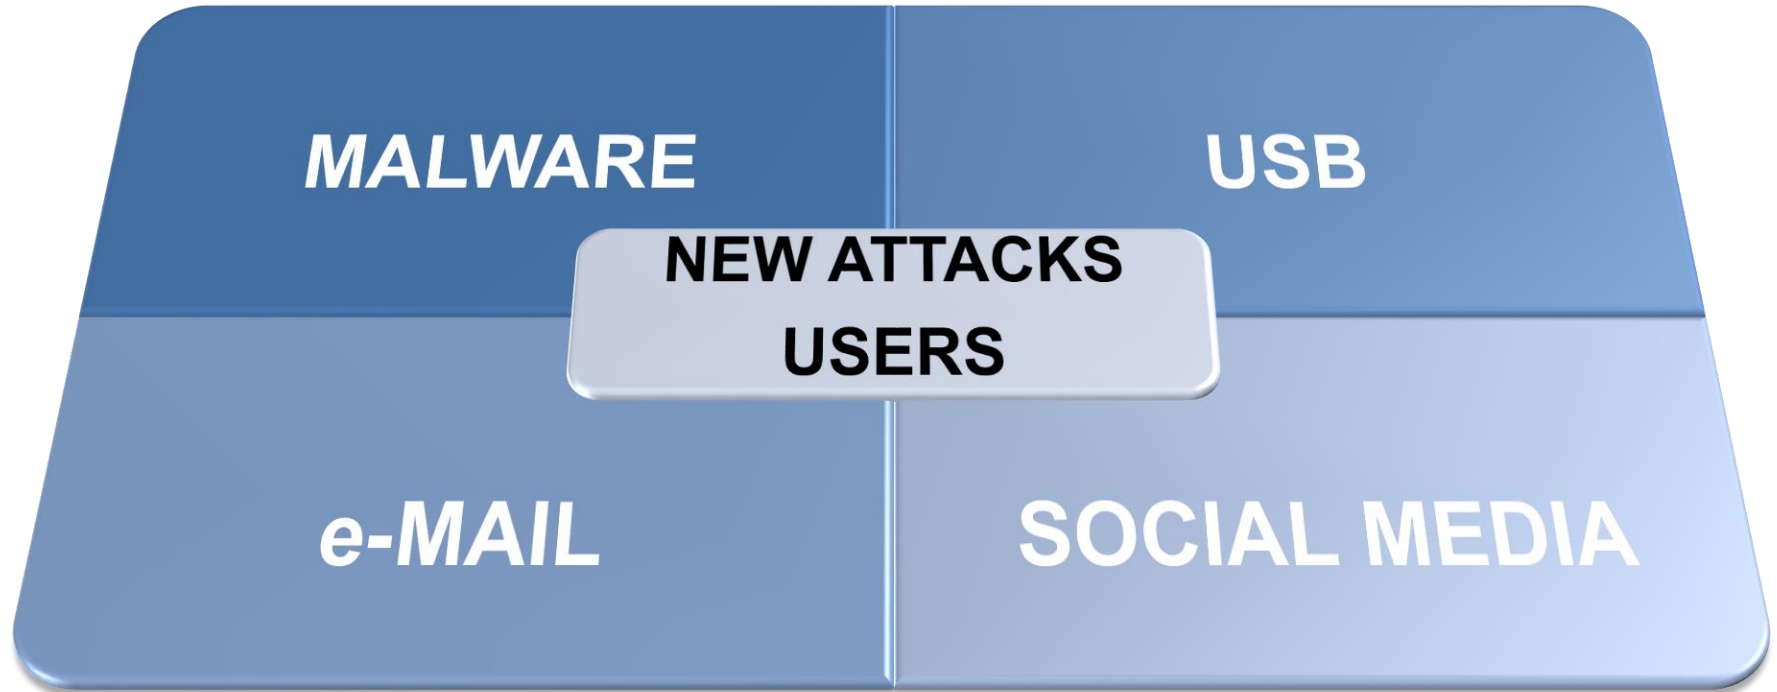 MALWARE
USB
NEW ATTACKS
USERS
e-MAIL
SOCIAL MEDIA